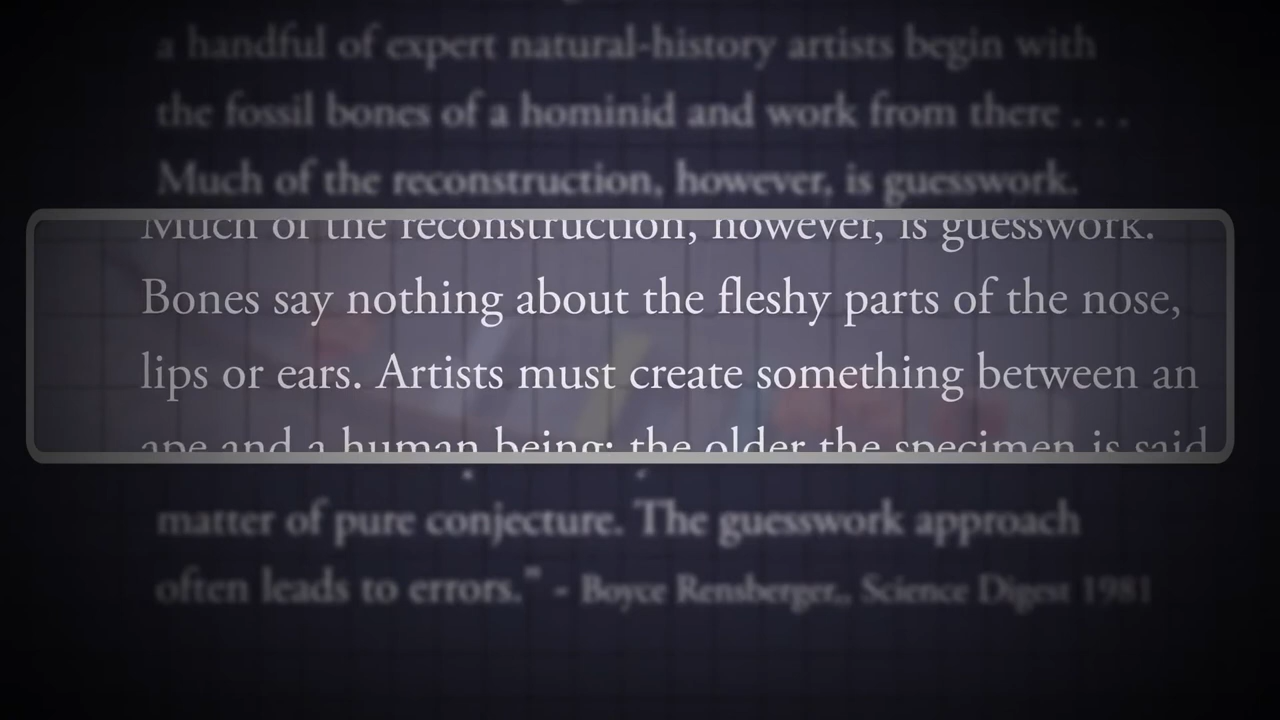 a handful of expert natural-history artists begin with
the fossil bones of a hominid and work from there . . .
Much of the reconstruction, however, is guesswork.
Much of the reconstruction, however, is guesswork.
Bones say nothing about the fleshy parts of the nose,
lips or ears. Artists must create something between an
ape and a human being; the older the specimen is said
matter of pure conjecture. The guesswork approach
often leads to errors." - Boyce Rensberger,, Science Digest 1981